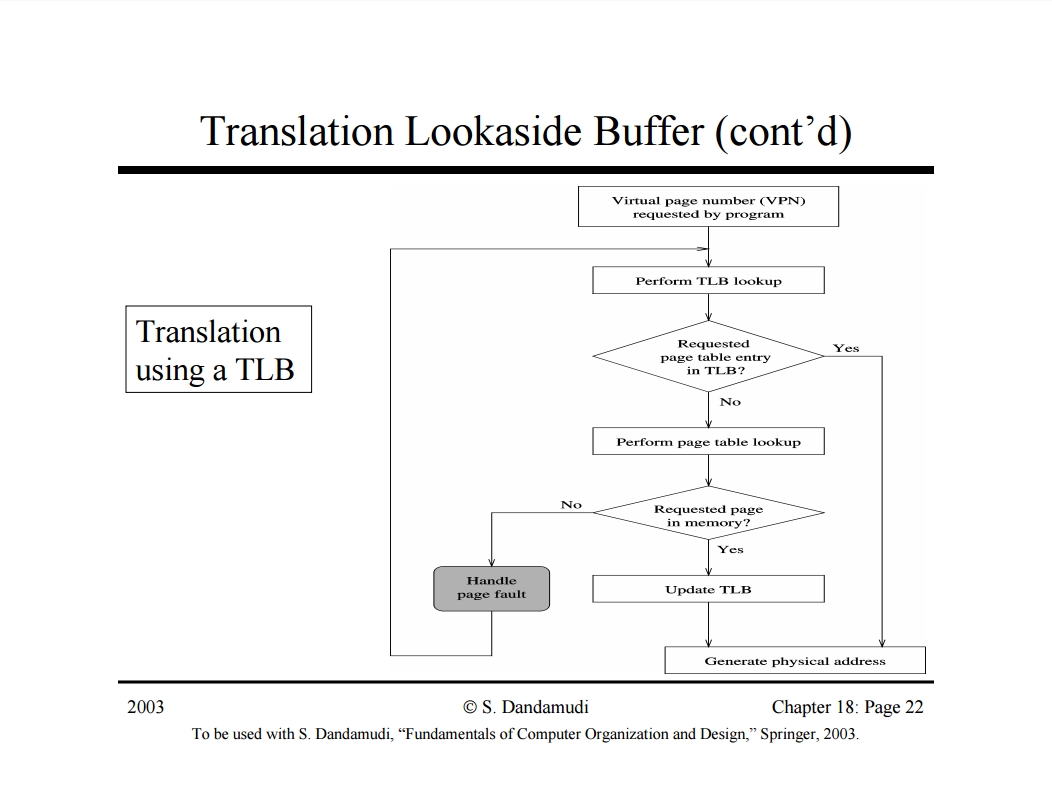 Translation Lookaside Buffer (cont’d)
Virtual page number (VPN)
requested by program
Perform TLB lookup
Translation
using a TLB
Requested
page table entry
in TLB?
Yes
No
Perform page table lookup
No
Requested page
in memory?
Yes
Handle
page fault
Update TLB
Generate physical address
2003
© S. Dandamudi
Chapter 18: Page 22
To be used with S. Dandamudi, “Fundamentals of Computer Organization and Design,” Springer, 2003.